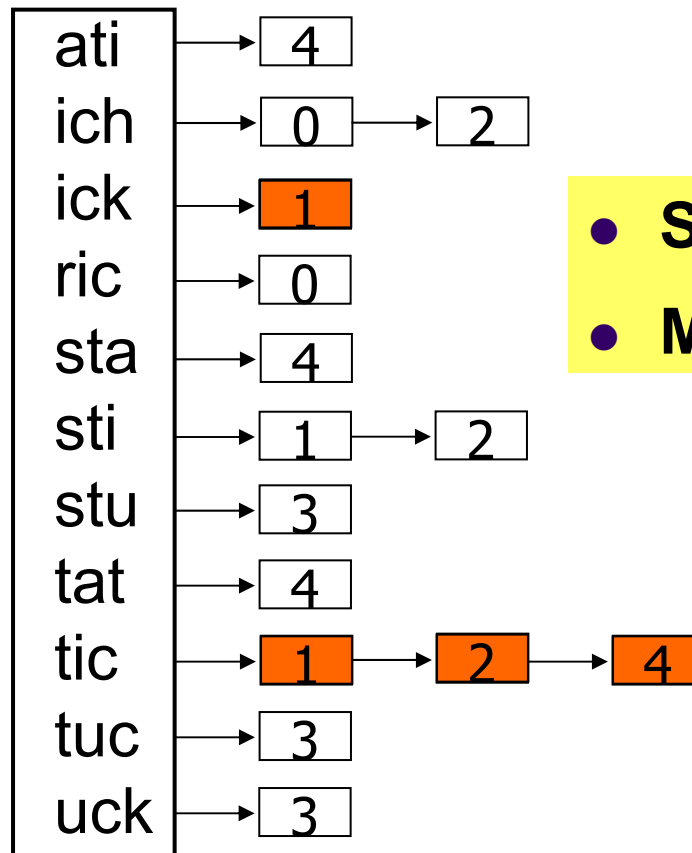 ati 4
ich 0 2
ick 1
• S
ric 0
• M
sta 4
sti 1 2
stu 3
tat 4
tic 1 2 4
tuc 3
uck 3